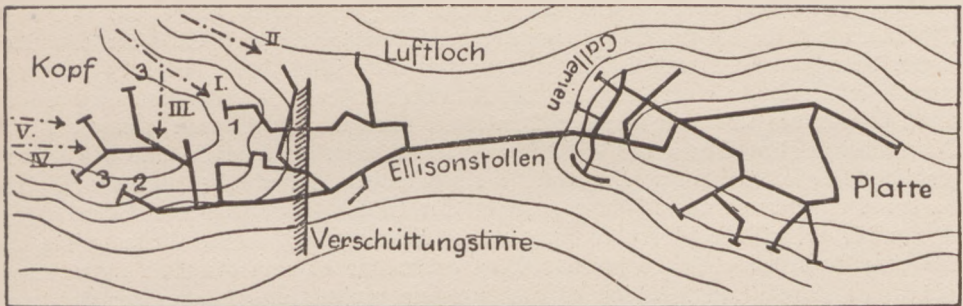 II
Luftloch
Gallerien
Kopf
3
I.
III.
1
V.
IV.
3
2
Ellisonstollen
Platte
Verschüttungslinie